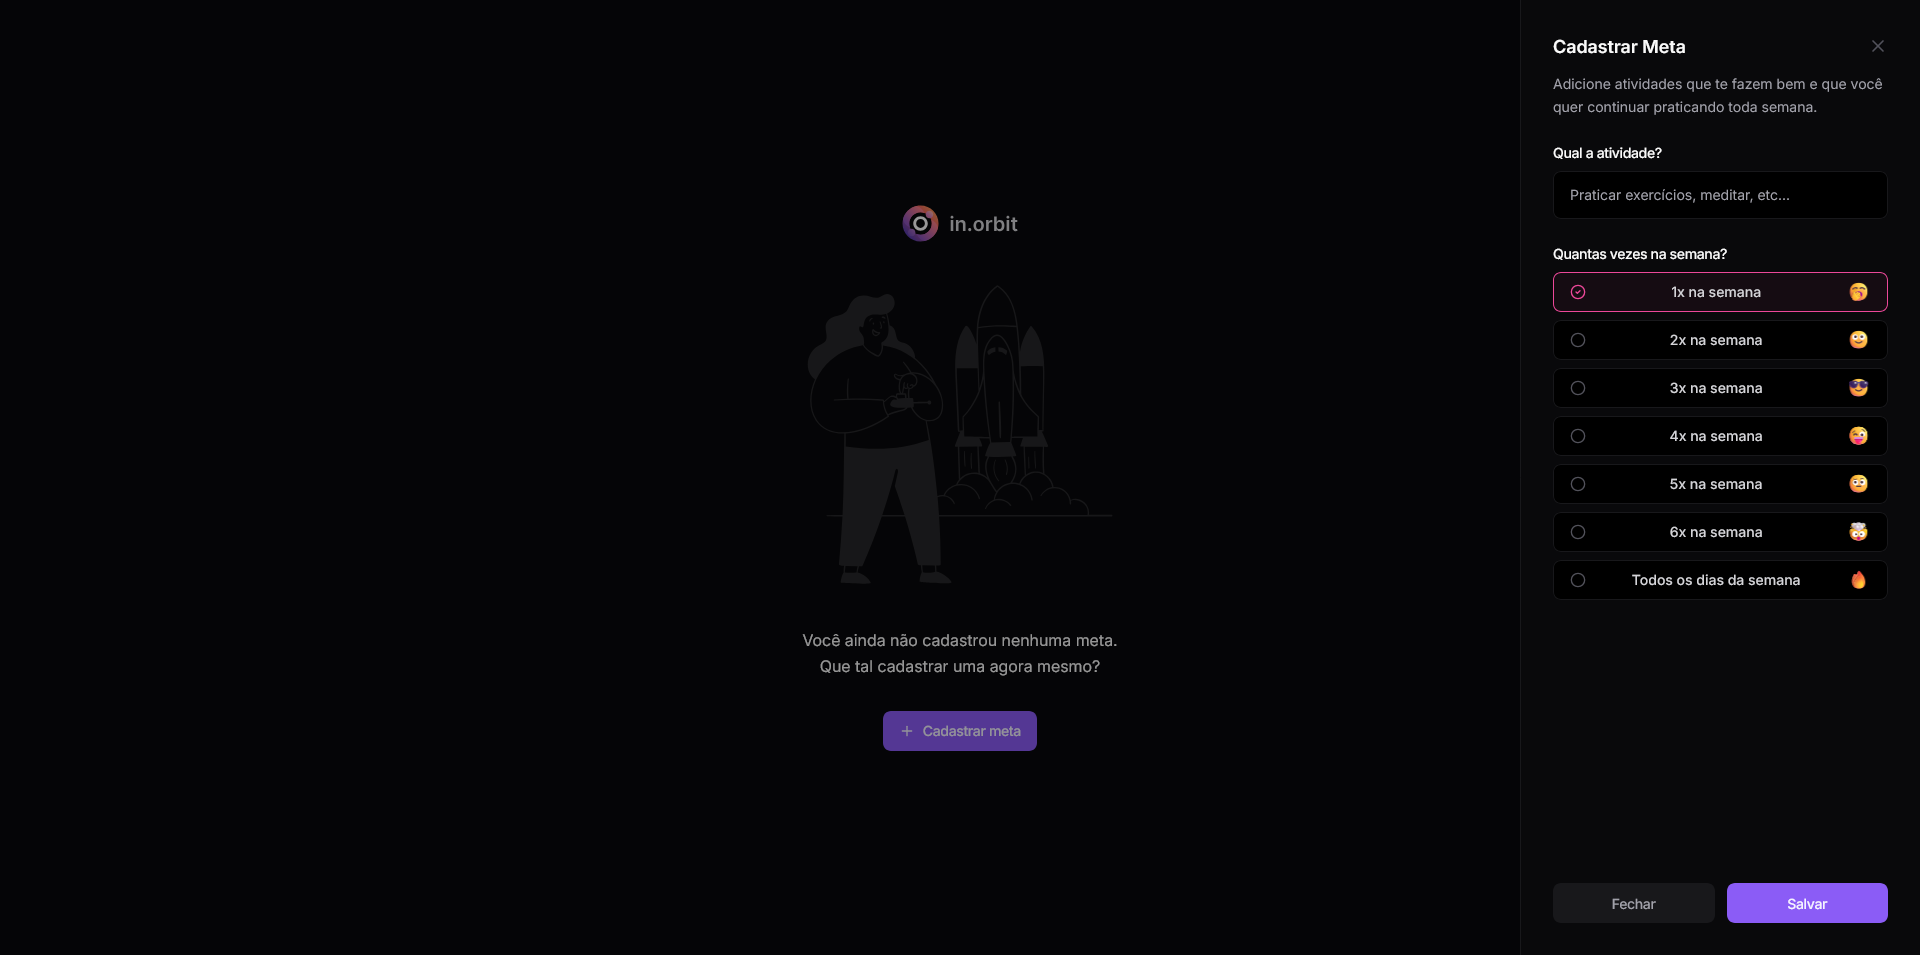 in.orbit
Você ainda não cadastrou nenhuma meta.
Que tal cadastrar uma agora mesmo?
Cadastrar meta
Cadastrar Meta
Adicione atividades que te fazem bem e que você
quer continuar praticando toda semana.
Qual a atividade?
Praticar exercícios, meditar, etc...
Quantas vezes na semana?
1x na semana 🥱
2x na semana 🙂
3x na semana 😎
4x na semana 😜
5x na semana 🤨
6x na semana 🤯
Todos os dias da semana 🔥
Fechar
Salvar